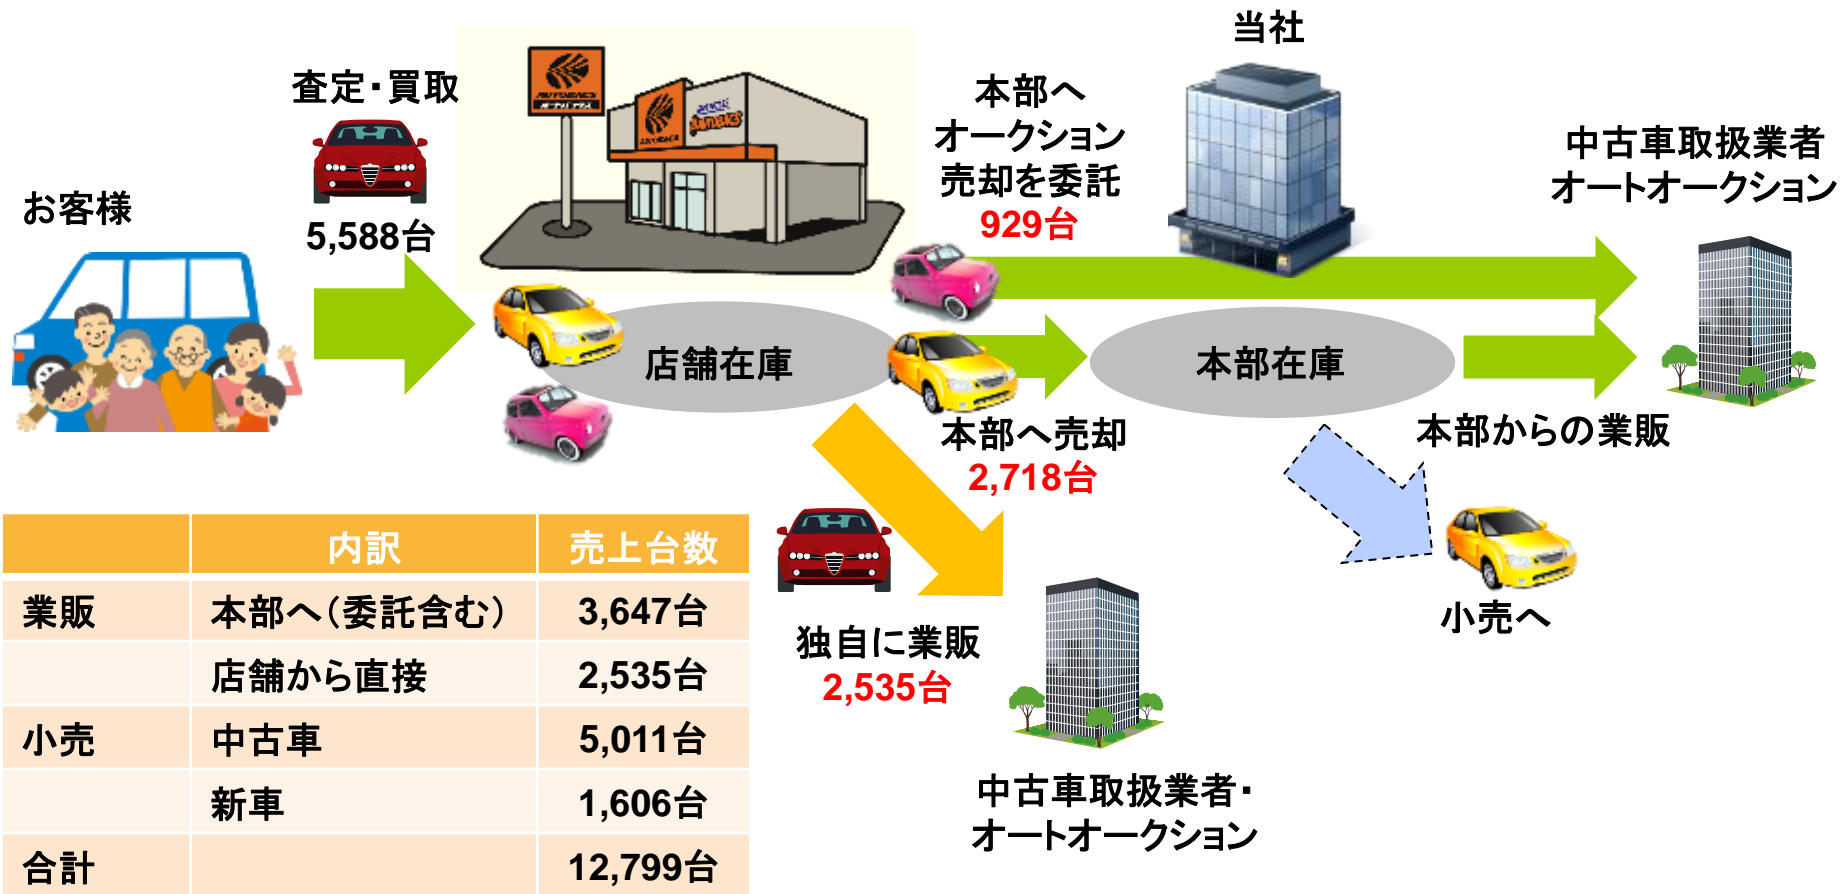 当社
査定・買取
5,588台
お客様
AUTOBACS
本部へ
オークション
売却を委託
929台
中古車取扱業者
オートオークション
店舗在庫
本部在庫
本部へ売却
2,718台
本部からの業販
小売へ
独自に業販
2,535台
中古車取扱業者・
オートオークション
内訳 売上台数
業販 本部へ(委託含む) 3,647台
店舗から直接 2,535台
小売 中古車 5,011台
新車 1,606台
合計 12,799台